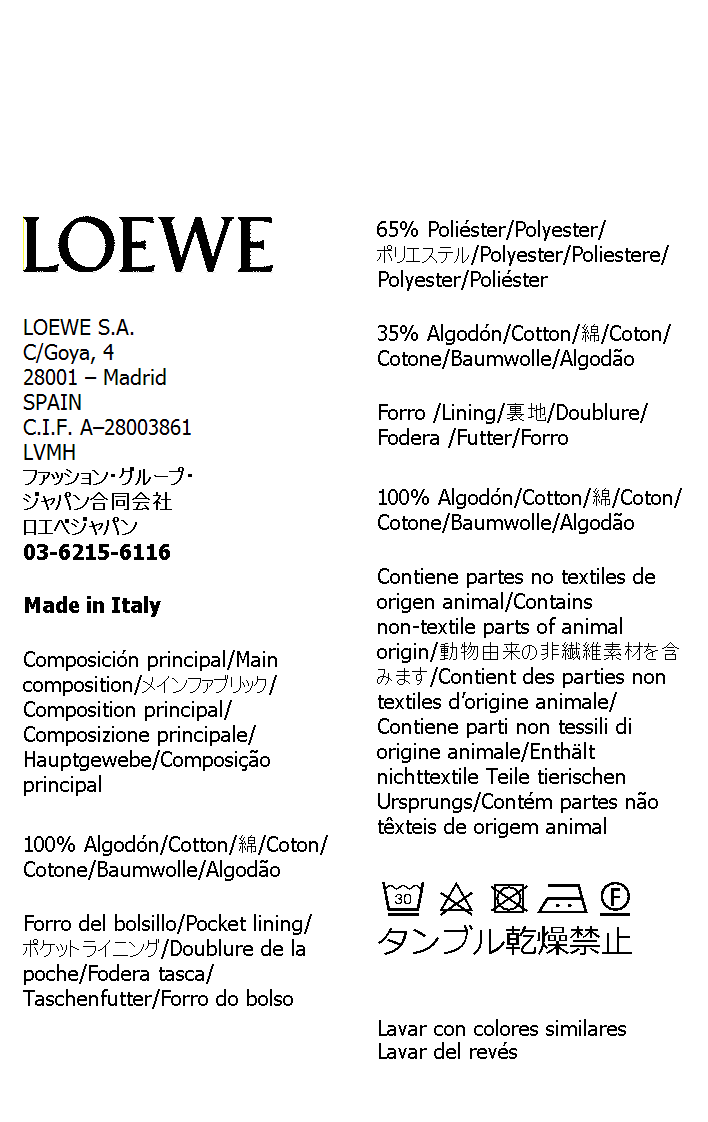 LOEWE
LOEWE S.A.
C/Goya, 4
28001 – Madrid
SPAIN
C.I.F. A–28003861
LVMH
ファッション・グループ・
ジャパン合同会社
ロエベジャパン
03-6215-6116
Made in Italy
Composición principal/Main
composition/メインファブリック/
Composition principal/
Composizione principale/
Hauptgewebe/Composição
principal
100% Algodón/Cotton/綿/Coton/
Cotone/Baumwolle/Algodão
Forro del bolsillo/Pocket lining/
ポケットライニング/Doublure de la
poche/Fodera tasca/
Taschenfutter/Forro do bolso
65% Poliéster/Polyester/
ポリエステル/Polyester/Poliestere/
Polyester/Poliéster
35% Algodón/Cotton/綿/Coton/
Cotone/Baumwolle/Algodão
Forro /Lining/裏地/Doublure/
Fodera /Futter/Forro
100% Algodón/Cotton/綿/Coton/
Cotone/Baumwolle/Algodão
Contiene partes no textiles de
origen animal/Contains
non-textile parts of animal
origin/動物由来の非繊維素材を含
みます/Contient des parties non
textiles d’origine animale/
Contiene parti non tessili di
origine animale/Enthält
nichttextile Teile tierischen
Ursprungs/Contém partes não
têxteis de origem animal
30 F
タンブル乾燥禁止
Lavar con colores similares
Lavar del revés